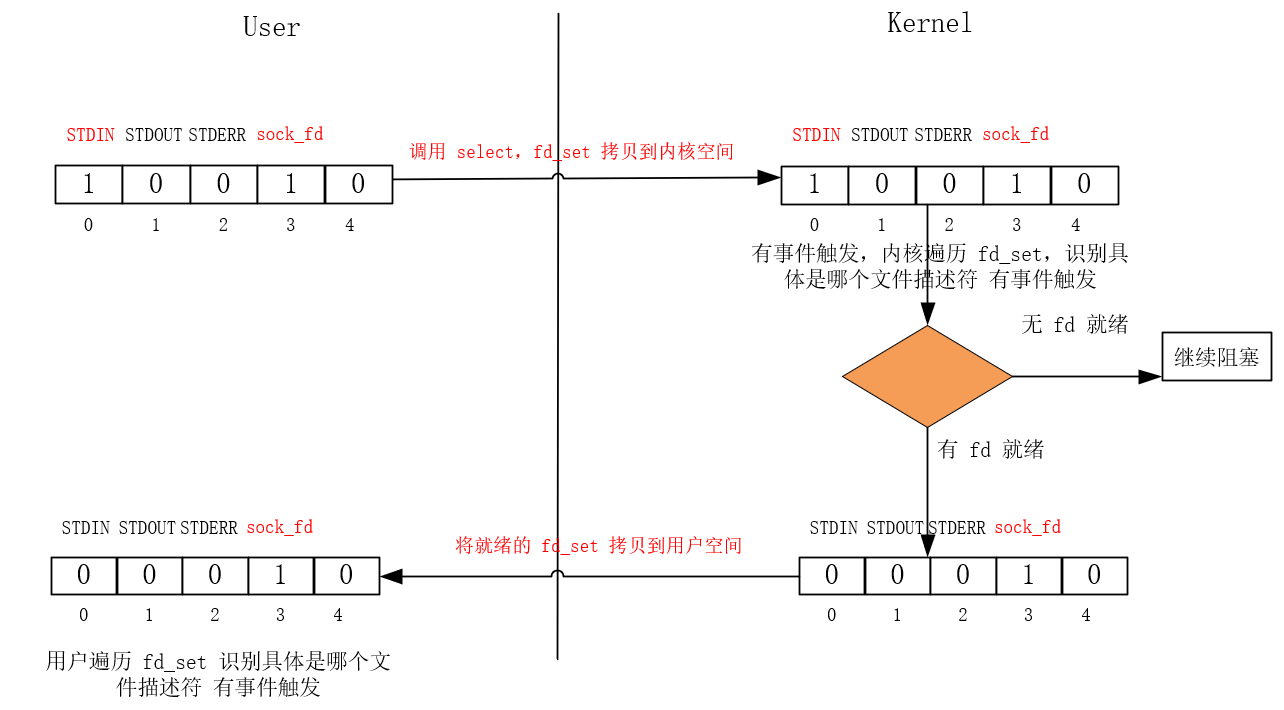 User
Kernel
STDIN STDOUT STDERR sock_fd
1 0 0 1 0
0 1 2 3 4
调用 select，fd_set 拷贝到内核空间
STDIN STDOUT STDERR sock_fd
1 0 0 1 0
0 1 2 3 4
有事件触发，内核遍历 fd_set，识别具
体是哪个文件描述符 有事件触发
无 fd 就绪
继续阻塞
有 fd 就绪
STDIN STDOUT STDERR sock_fd
0 0 0 1 0
0 1 2 3 4
将就绪的 fd_set 拷贝到用户空间
STDIN STDOUT STDERR sock_fd
0 0 0 1 0
0 1 2 3 4
用户遍历 fd_set 识别具体是哪个文
件描述符 有事件触发